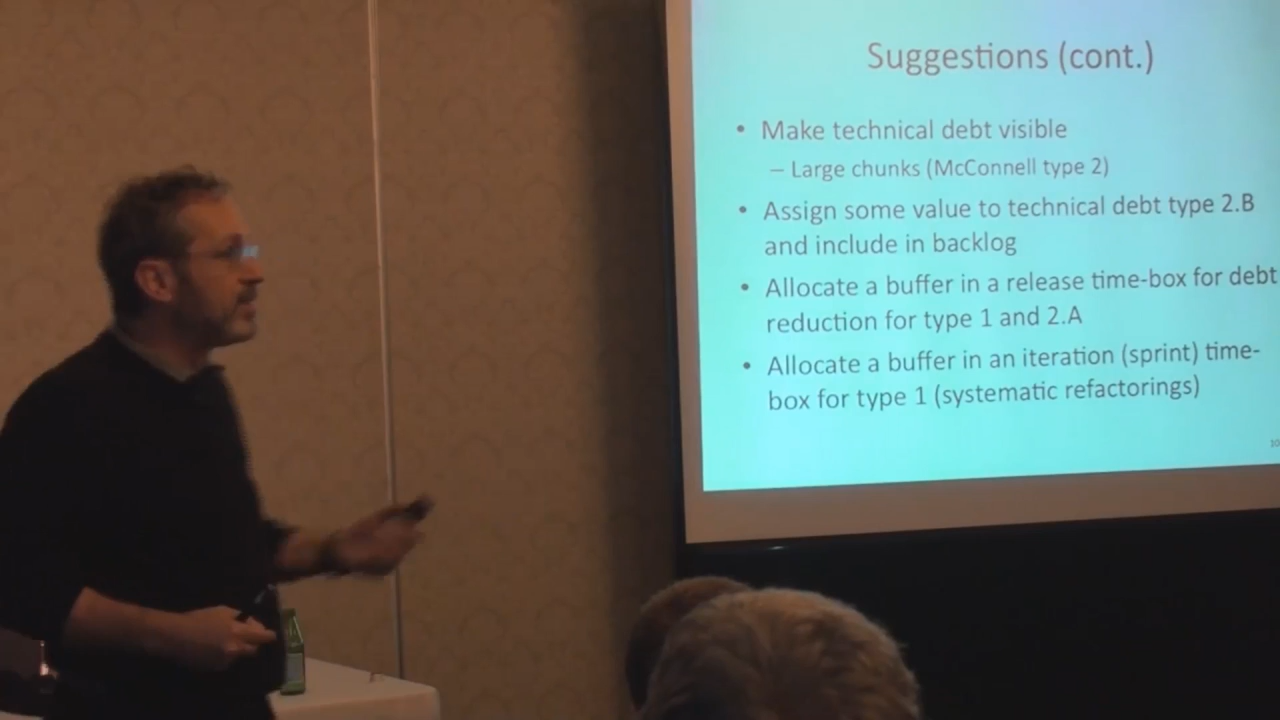 Suggestions (cont.)
• Make technical debt visible
– Large chunks (McConnell type 2)
• Assign some value to technical debt type 2.B
and include in backlog
• Allocate a buffer in a release time-box for debt
reduction for type 1 and 2.A
• Allocate a buffer in an iteration (sprint) time-
box for type 1 (systematic refactorings)